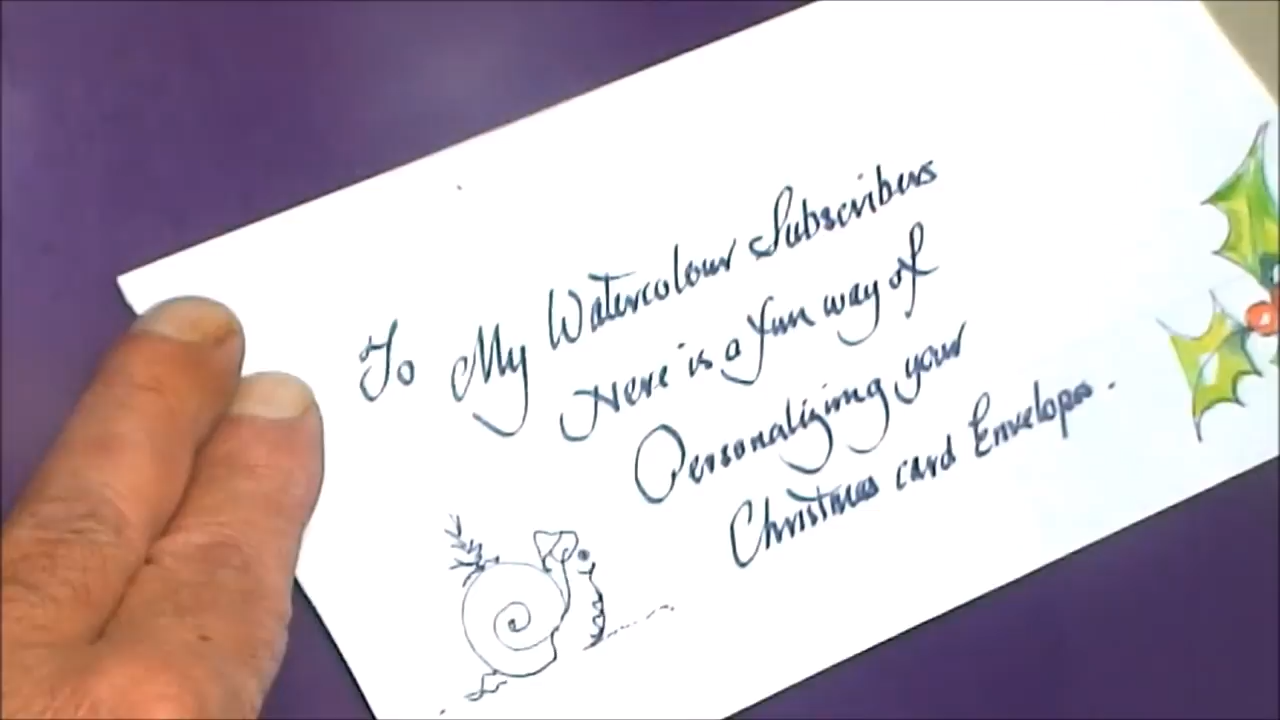 To My Watercolour Subscribers
Here is a fun way of
Personalizing your
Christmas card Envelopes.